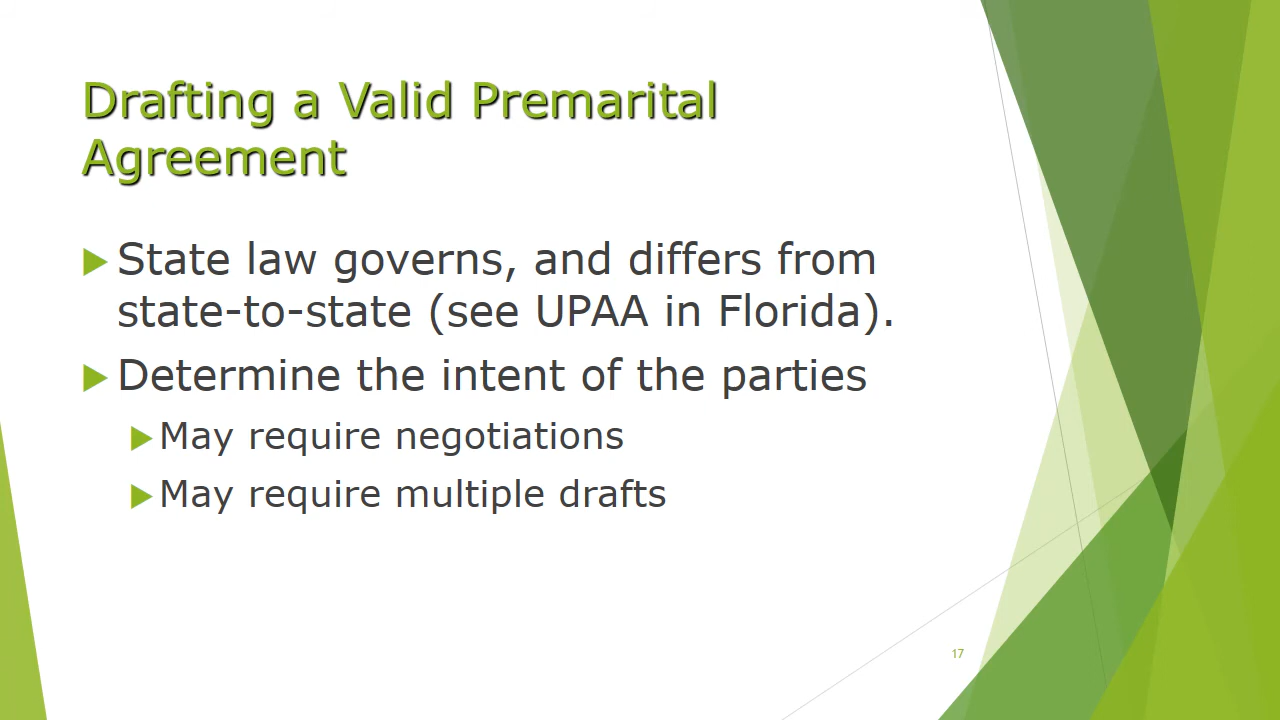 Drafting a Valid Premarital
Agreement
State law governs, and differs from
state-to-state (see UPAA in Florida).
Determine the intent of the parties
May require negotiations
May require multiple drafts
17